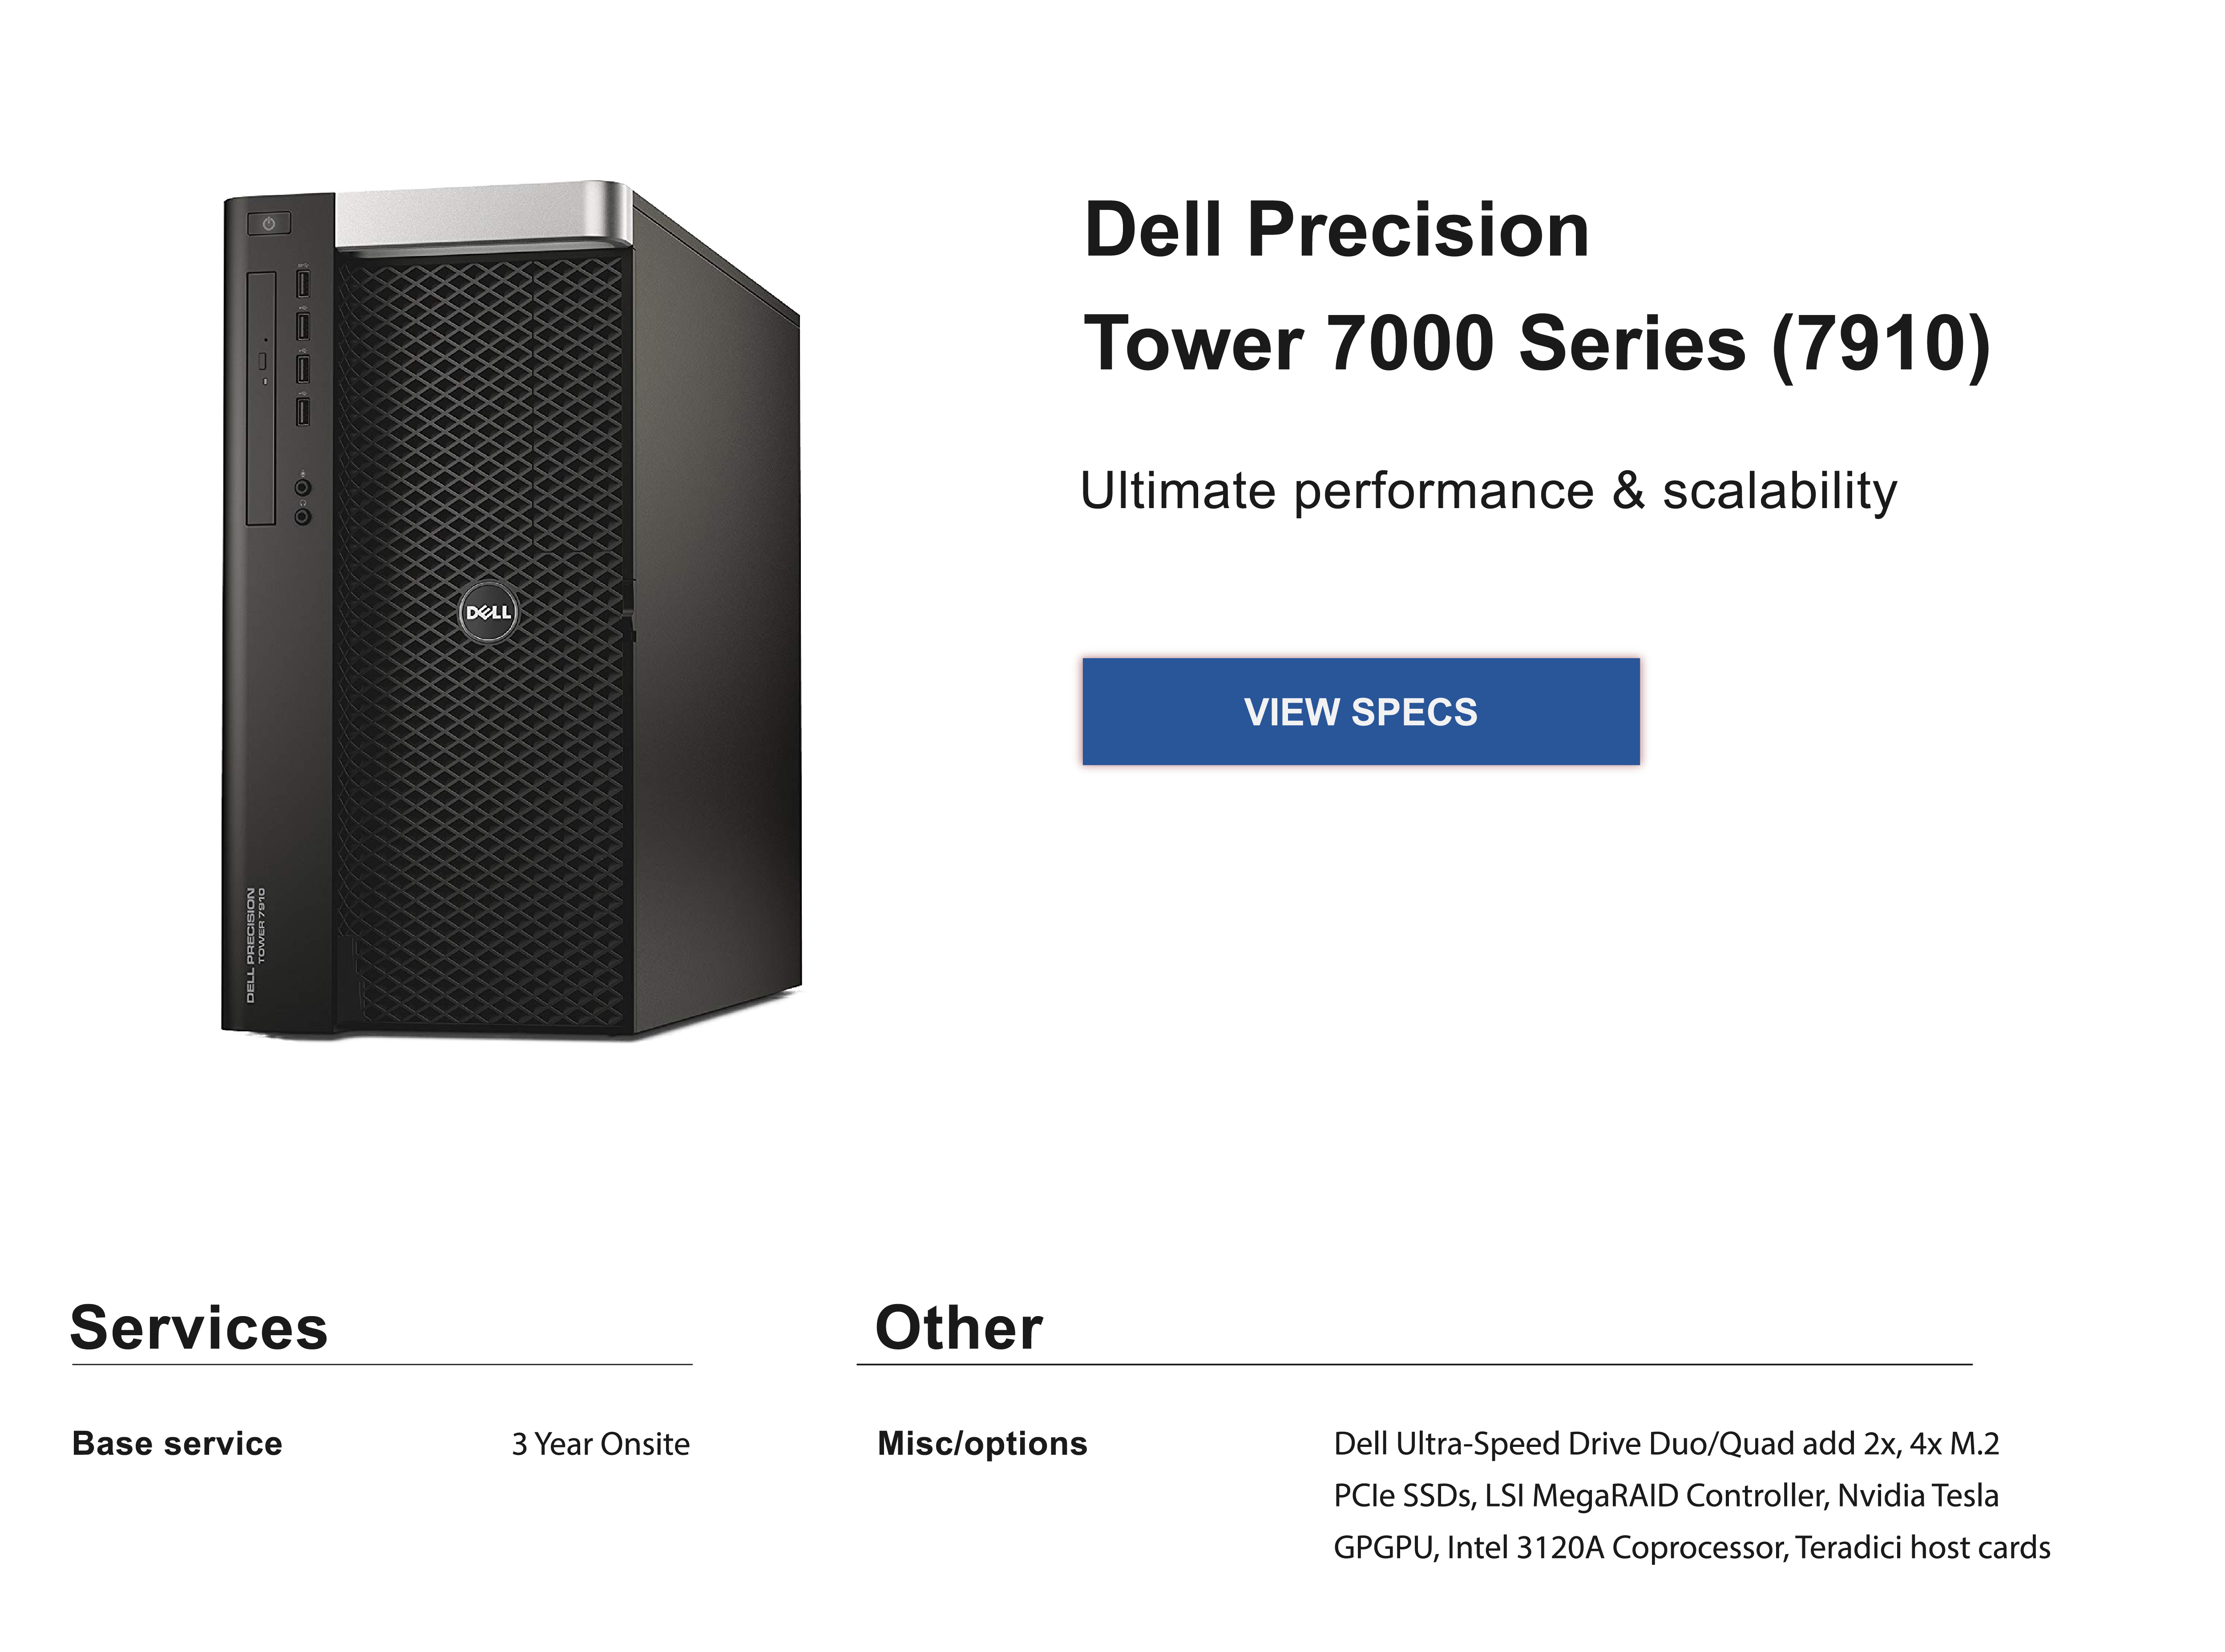 Dell Precision
Tower 7000 Series (7910)
Ultimate performance & scalability
VIEW SPECS
DELL
DELL PRECISION
TOWER 7910
Services
Base service 3 Year Onsite
Other
Misc/options Dell Ultra-Speed Drive Duo/Quad add 2x, 4x M.2
PCIe SSDs, LSI MegaRAID Controller, Nvidia Tesla
GPGPU, Intel 3120A Coprocessor, Teradici host cards